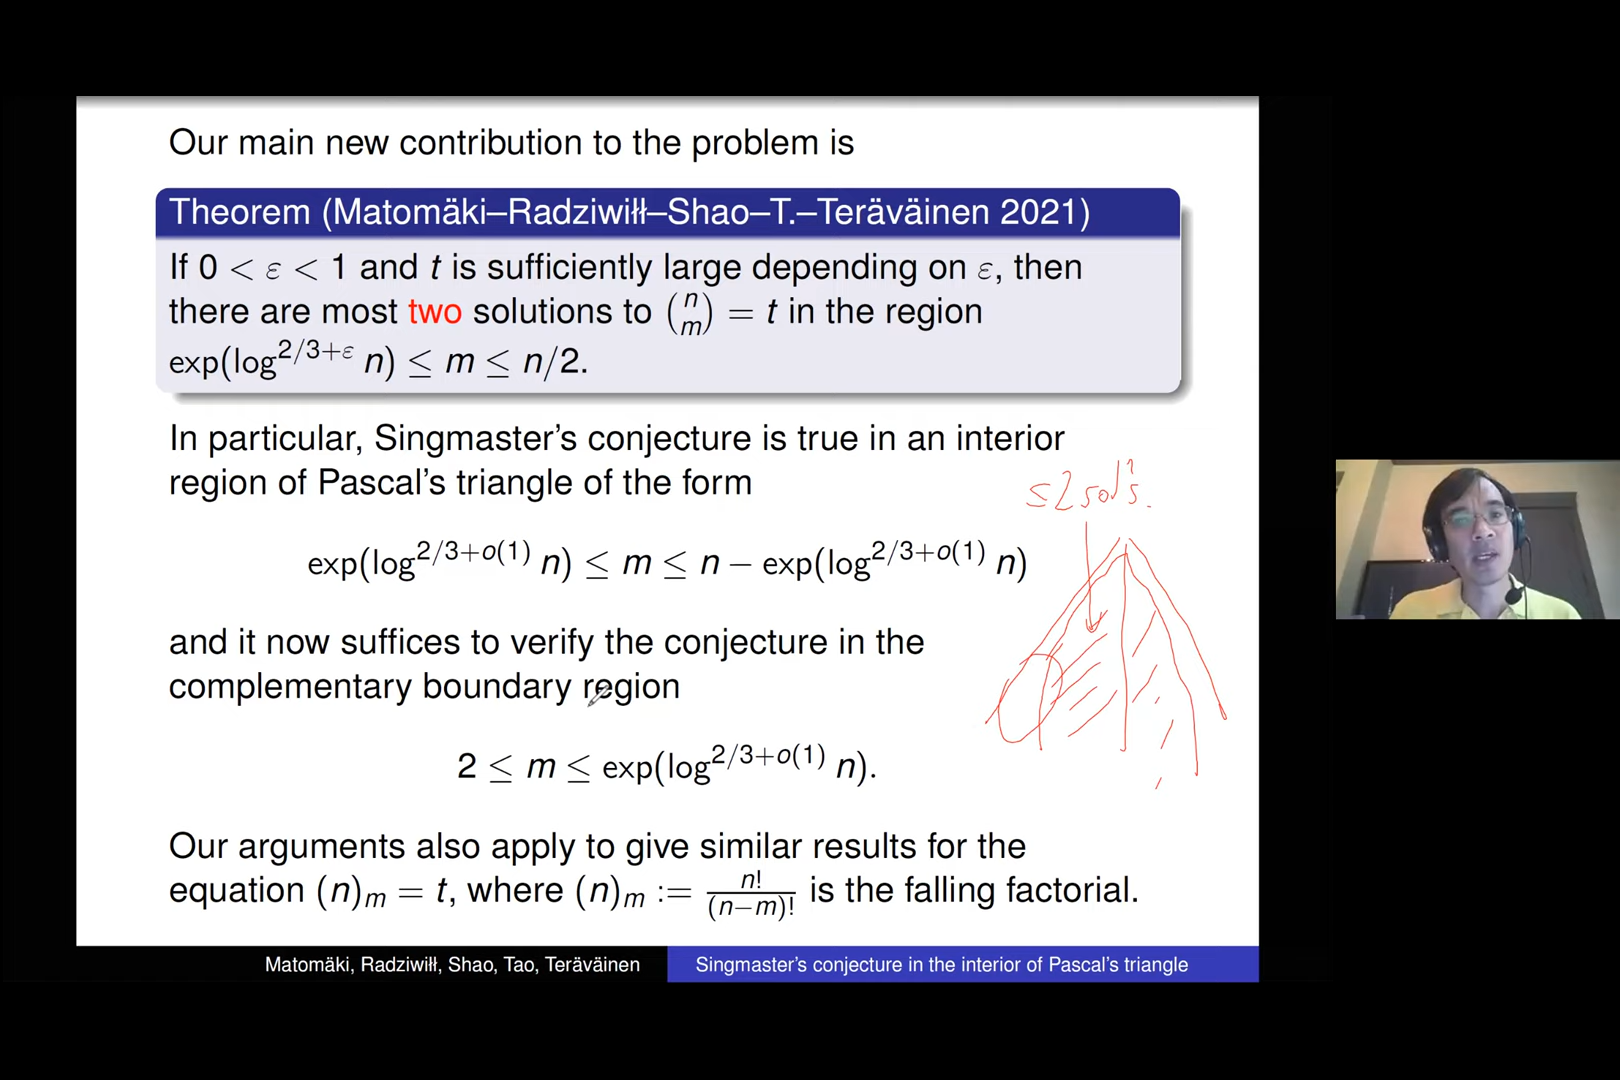 Our main new contribution to the problem is
Theorem (Matomäki–Radziwiłł–Shao–T.–Teräväinen 2021)
If 0 < ε < 1 and t is sufficiently large depending on ε, then
there are most two solutions to (n m) = t in the region
exp(log^{2/3+ε} n) ≤ m ≤ n/2.
In particular, Singmaster's conjecture is true in an interior
region of Pascal's triangle of the form
≤2 sol's.
exp(log^{2/3+o(1)} n) ≤ m ≤ n − exp(log^{2/3+o(1)} n)
and it now suffices to verify the conjecture in the
complementary boundary region
2 ≤ m ≤ exp(log^{2/3+o(1)} n).
Our arguments also apply to give similar results for the
equation (n)_m = t, where (n)_m := n!/(n−m)! is the falling factorial.
Matomäki, Radziwiłł, Shao, Tao, Teräväinen Singmaster's conjecture in the interior of Pascal's triangle